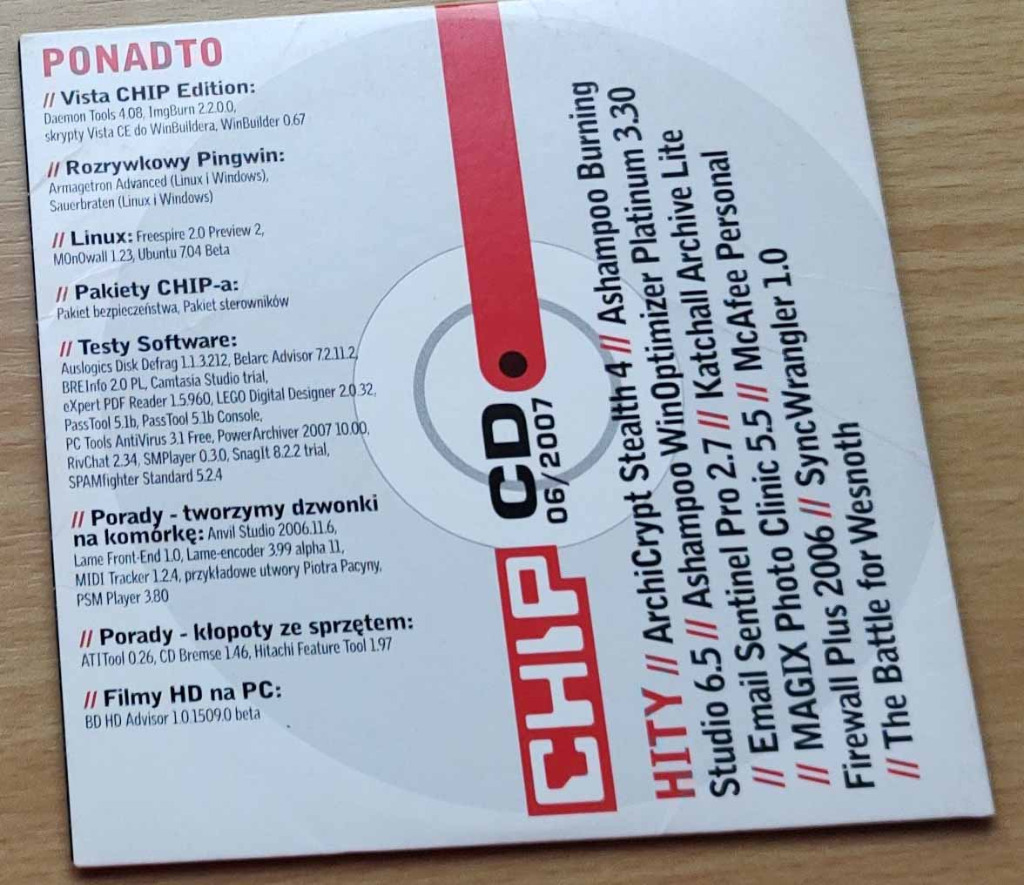 PONADTO
// Vista CHIP Edition:
Daemon Tools 4.08, ImgBurn 2.2.0.0,
skrypty Vista CE do WinBuildera, WinBuilder 0.67
// Rozrywkowy Pingwin:
Armagetron Advanced (Linux i Windows),
Sauerbraten (Linux i Windows)
// Linux: Freespire 2.0 Preview 2,
M0n0wall 1.23, Ubuntu 7.04 Beta
// Pakiety CHIP-a:
Pakiet bezpieczeństwa, Pakiet sterowników
// Testy Software:
Auslogics Disk Defrag 1.1.3.212, Belarc Advisor 7.2.11.2,
BREInfo 2.0 PL, Camtasia Studio trial,
eXpert PDF Reader 1.5.960, LEGO Digital Designer 2.0.32,
PassTool 5.1b, PassTool 5.1b Console,
PC Tools AntiVirus 3.1 Free, PowerArchiver 2007 10.00,
RivChat 2.34, SMPlayer 0.3.0, SnagIt 8.2.2 trial,
SPAMfighter Standard 5.2.4
// Porady - tworzymy dzwonki
na komórkę: Anvil Studio 2006.11.6,
Lame Front-End 1.0, Lame-encoder 3.99 alpha 11,
MIDI Tracker 1.2.4, przykładowe utwory Piotra Pacyny,
PSM Player 3.80
// Porady - kłopoty ze sprzętem:
ATITool 0.26, CD Bremse 1.46, Hitachi Feature Tool 1.97
// Filmy HD na PC:
BD HD Advisor 1.0.1509.0 beta
CHIP CD
06/2007
HITY // ArchiCrypt Stealth 4 // Ashampoo Burning
Studio 6.5 // Ashampoo WinOptimizer Platinum 3.30
// Email Sentinel Pro 2.7 // Katchall Archive Lite
// MAGIX Photo Clinic 5.5 // McAfee Personal
Firewall Plus 2006 // SyncWrangler 1.0
// The Battle for Wesnoth